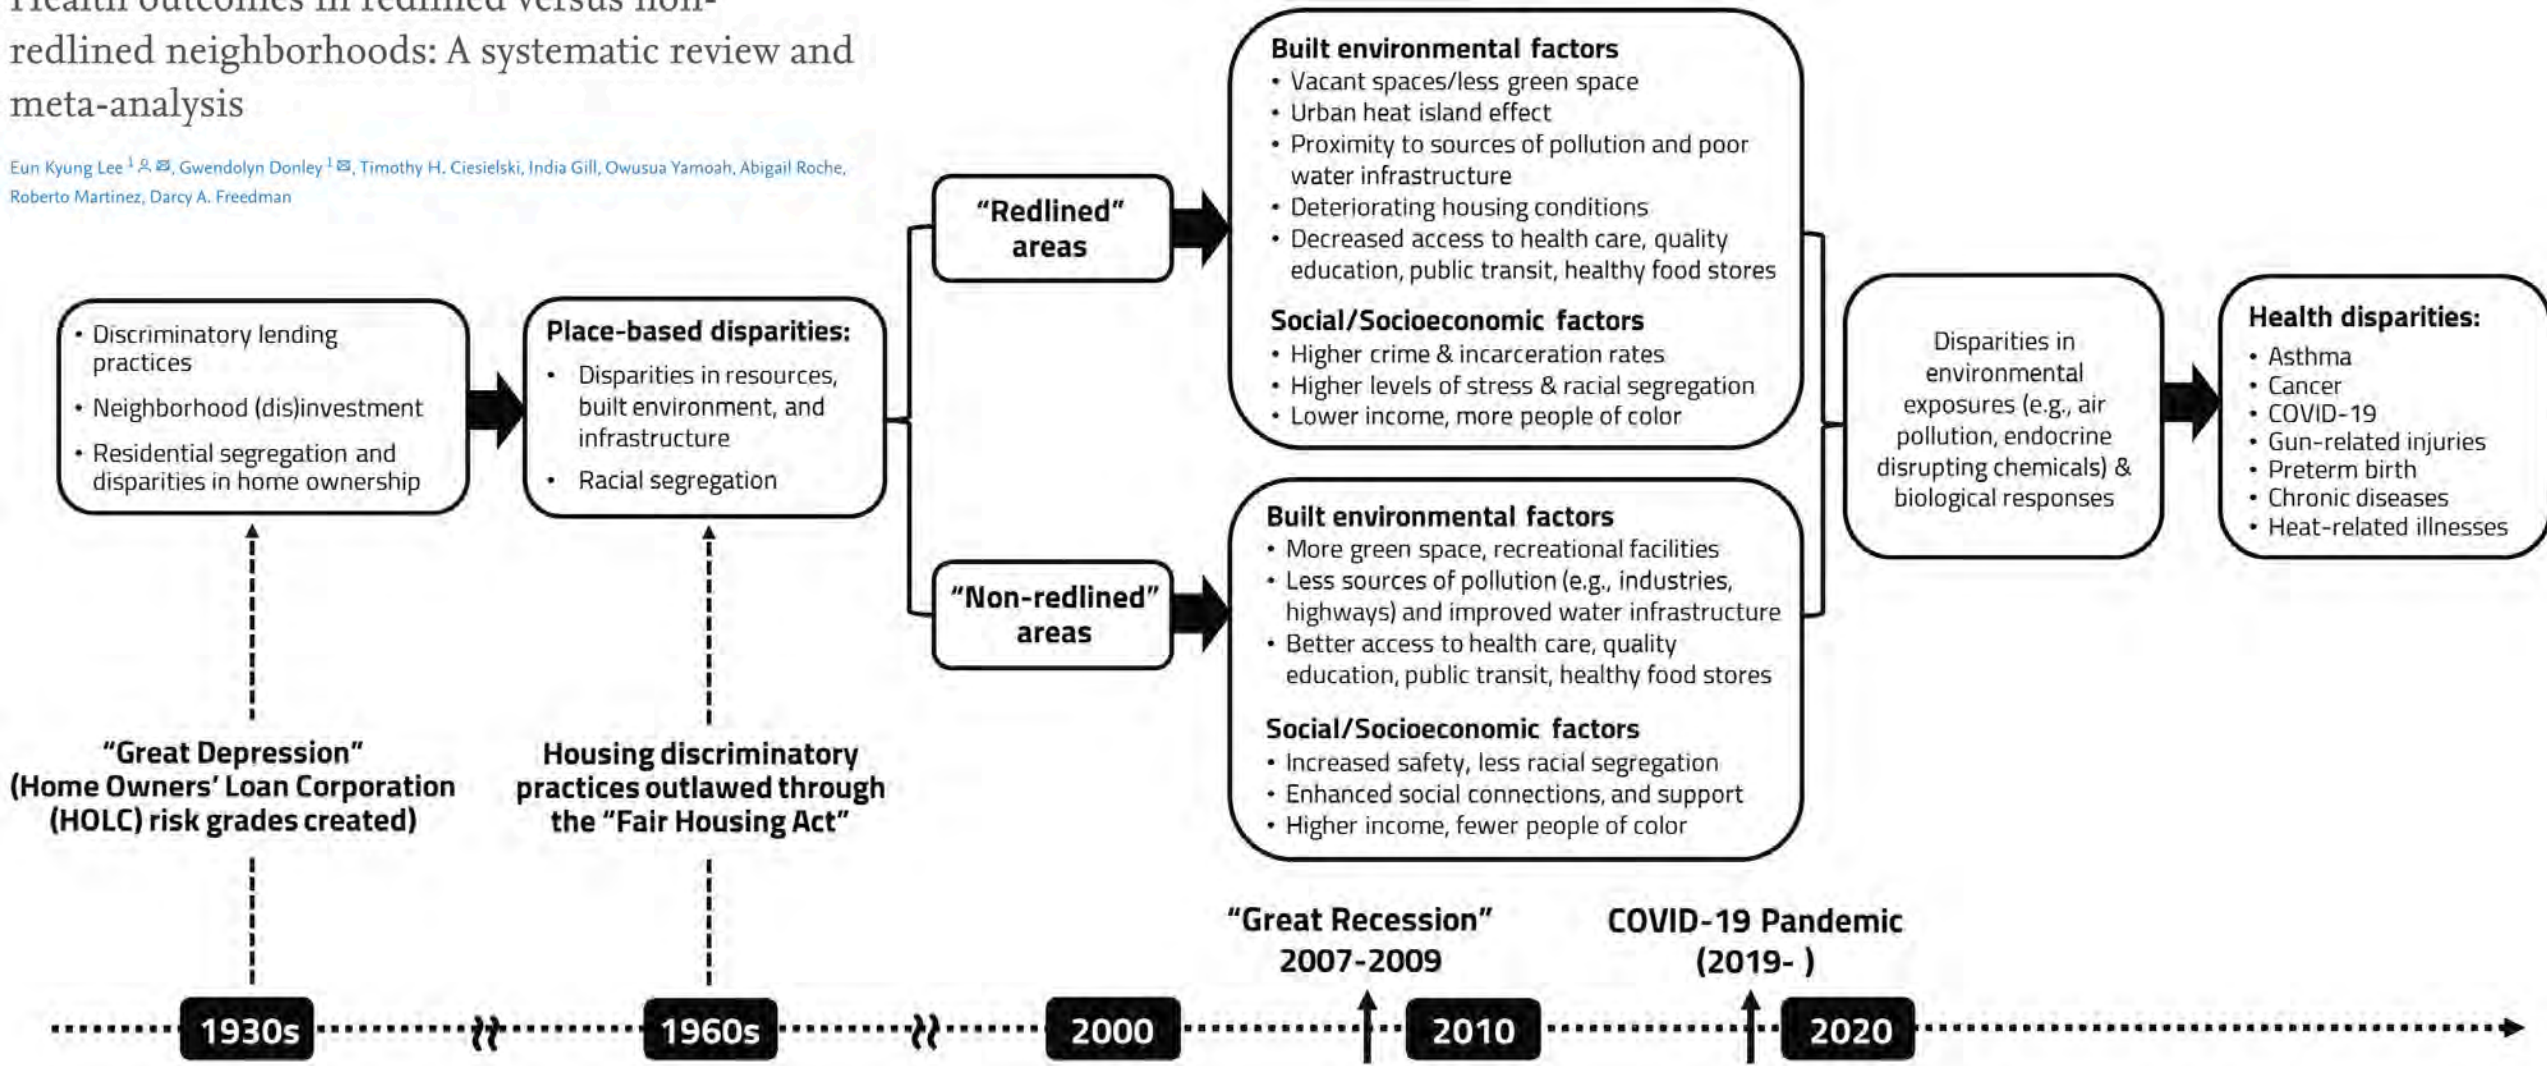 Health outcomes in redlined versus non-
redlined neighborhoods: A systematic review and
meta-analysis
Eun Kyung Lee 1, Gwendolyn Donley 1, Timothy H. Ciesielski, India Gill, Owusua Yamoah, Abigail Roche,
Roberto Martinez, Darcy A. Freedman
• Discriminatory lending
practices
• Neighborhood (dis)investment
• Residential segregation and
disparities in home ownership
Place-based disparities:
• Disparities in resources,
built environment, and
infrastructure
• Racial segregation
“Redlined”
areas
Built environmental factors
• Vacant spaces/less green space
• Urban heat island effect
• Proximity to sources of pollution and poor
water infrastructure
• Deteriorating housing conditions
• Decreased access to health care, quality
education, public transit, healthy food stores
Social/Socioeconomic factors
• Higher crime & incarceration rates
• Higher levels of stress & racial segregation
• Lower income, more people of color
“Non-redlined”
areas
Built environmental factors
• More green space, recreational facilities
• Less sources of pollution (e.g., industries,
highways) and improved water infrastructure
• Better access to health care, quality
education, public transit, healthy food stores
Social/Socioeconomic factors
• Increased safety, less racial segregation
• Enhanced social connections, and support
• Higher income, fewer people of color
Disparities in
environmental
exposures (e.g., air
pollution, endocrine
disrupting chemicals) &
biological responses
Health disparities:
• Asthma
• Cancer
• COVID-19
• Gun-related injuries
• Preterm birth
• Chronic diseases
• Heat-related illnesses
“Great Depression”
(Home Owners’ Loan Corporation
(HOLC) risk grades created)
Housing discriminatory
practices outlawed through
the “Fair Housing Act”
“Great Recession”
2007-2009
COVID-19 Pandemic
(2019- )
1930s
1960s
2000
2010
2020